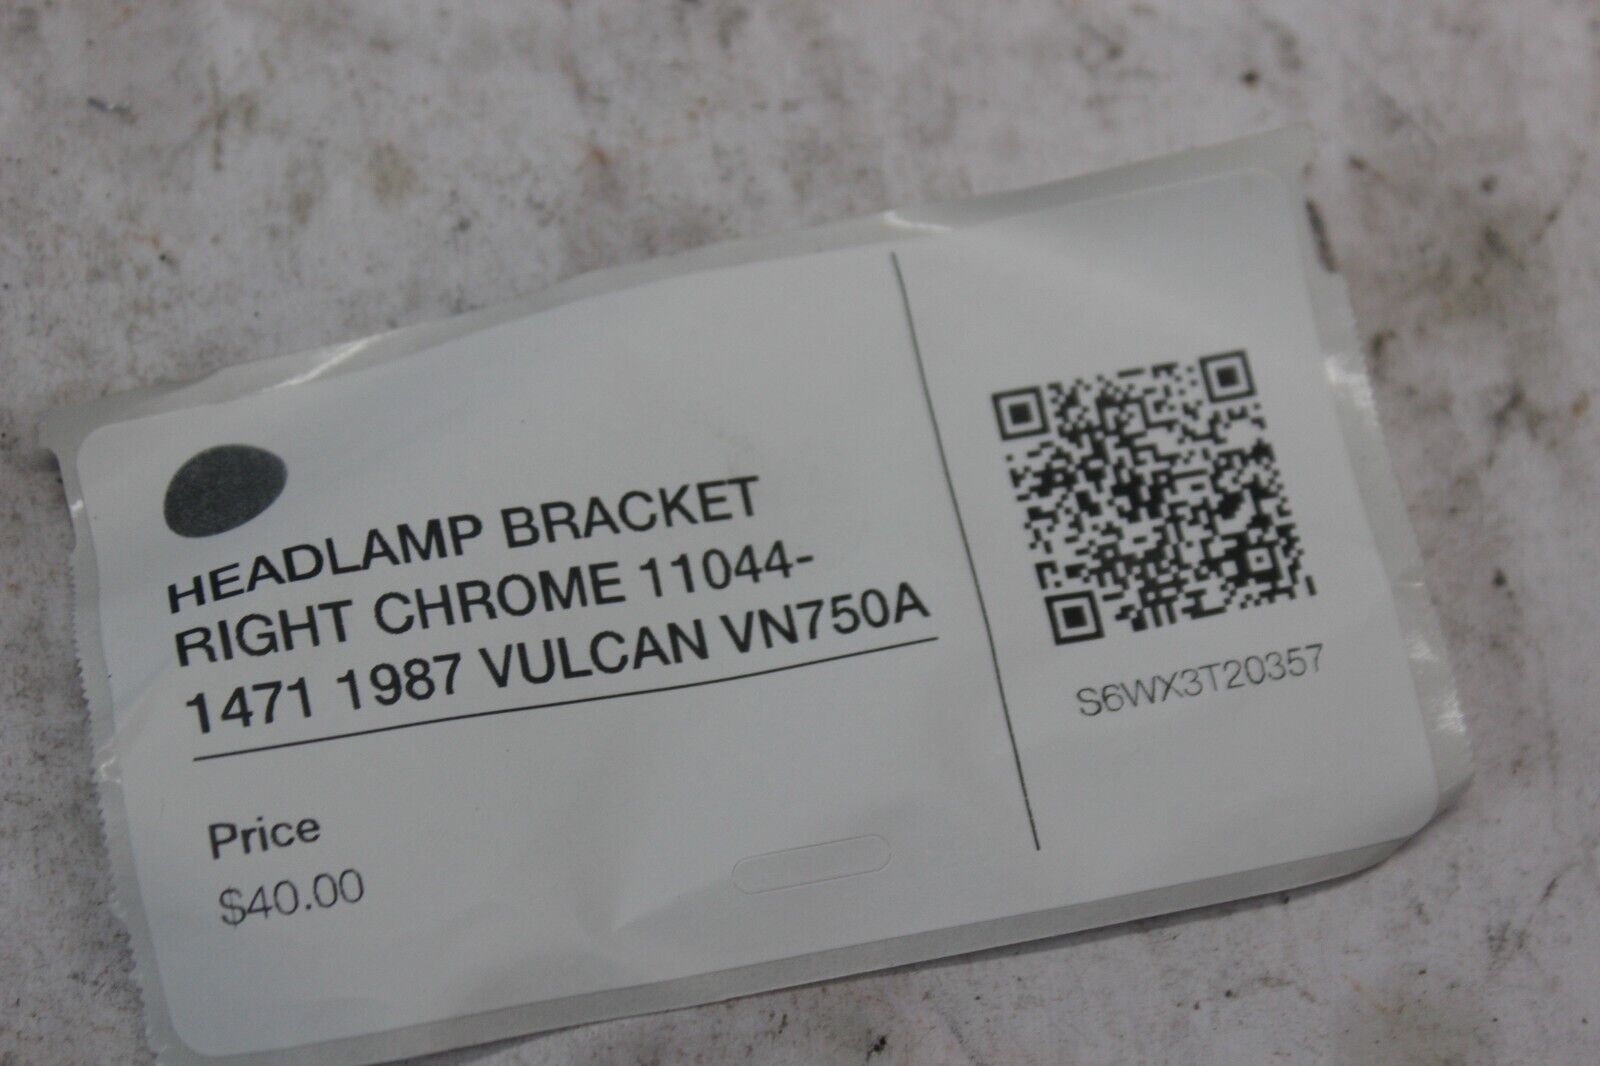 HEADLAMP BRACKET
RIGHT CHROME 11044-
1471 1987 VULCAN VN750A
Price
$40.00
S6WX3T20357